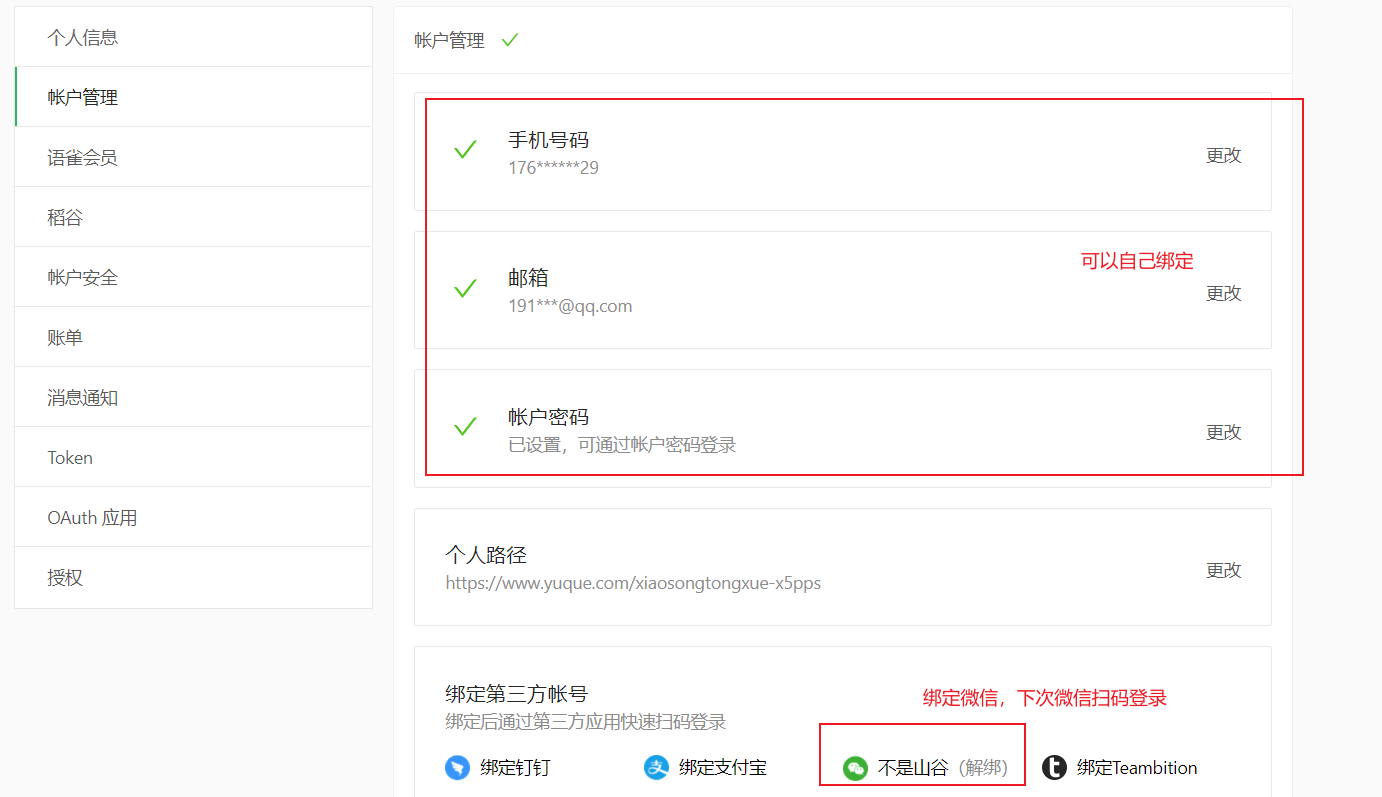 个人信息
帐户管理
语雀会员
稻谷
帐户安全
账单
消息通知
Token
OAuth 应用
授权
帐户管理
手机号码
176******29
更改
邮箱
191***@qq.com
可以自己绑定
更改
帐户密码
已设置，可通过帐户密码登录
更改
个人路径
https://www.yuque.com/xiaosongtongxue-x5pps
更改
绑定第三方帐号
绑定后通过第三方应用快速扫码登录
绑定微信，下次微信扫码登录
绑定钉钉
绑定支付宝
不是山谷（解绑）
绑定Teambition